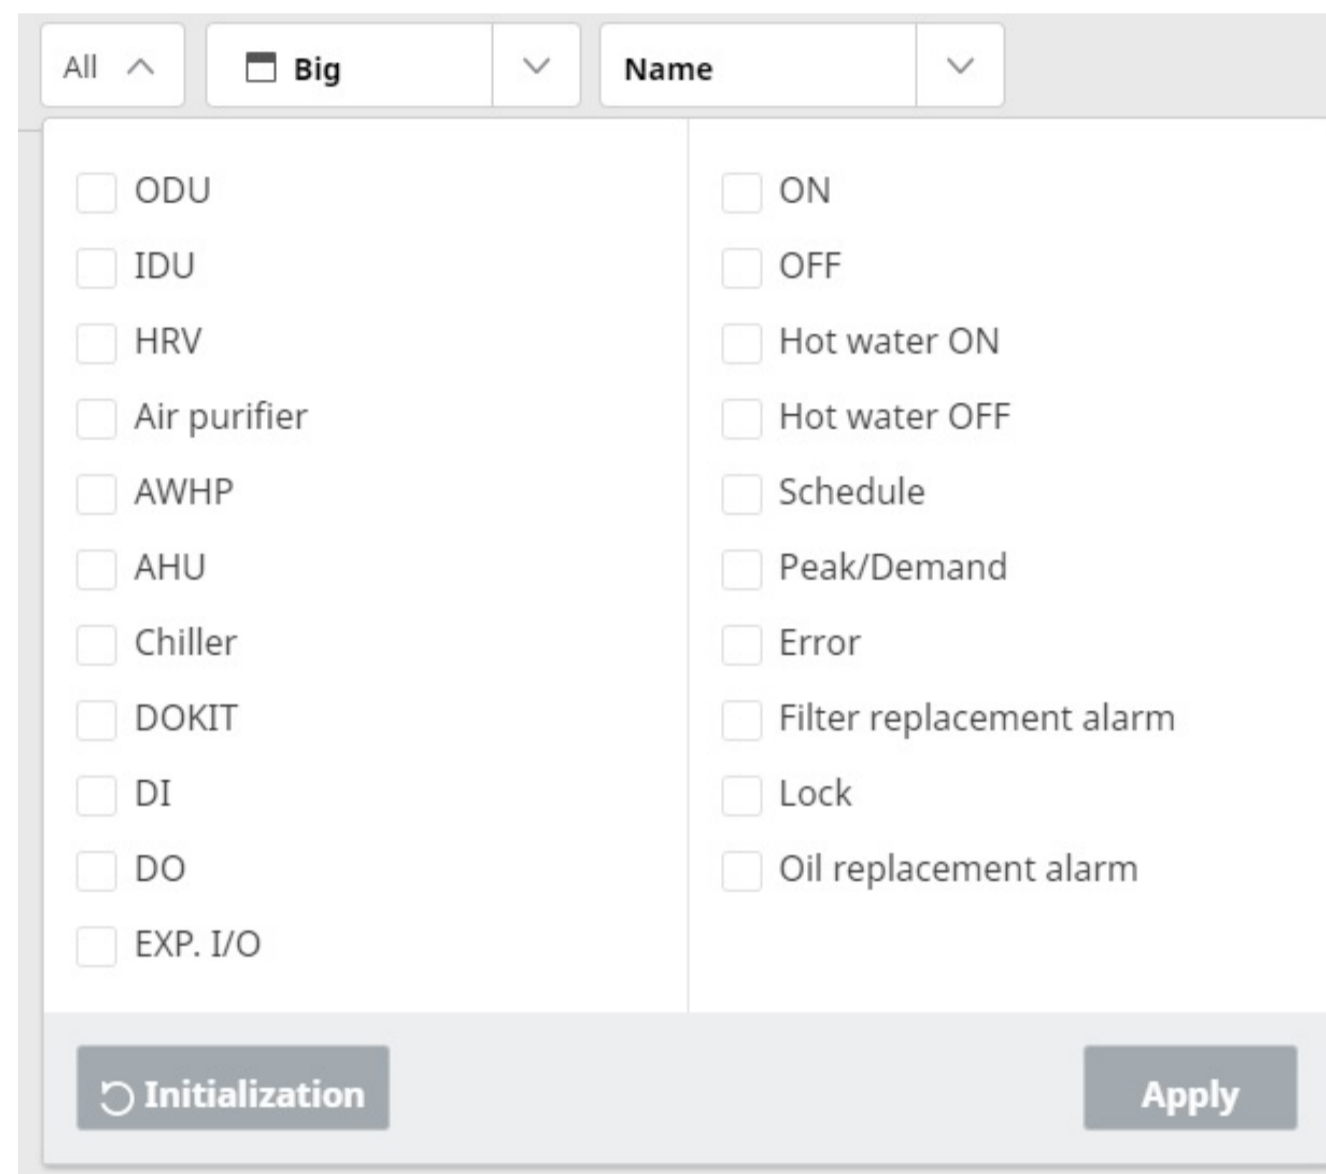 All
Big
Name
ODU
IDU
HRV
Air purifier
AWHP
AHU
Chiller
DOKIT
DI
DO
EXP. I/O
ON
OFF
Hot water ON
Hot water OFF
Schedule
Peak/Demand
Error
Filter replacement alarm
Lock
Oil replacement alarm
Initialization
Apply